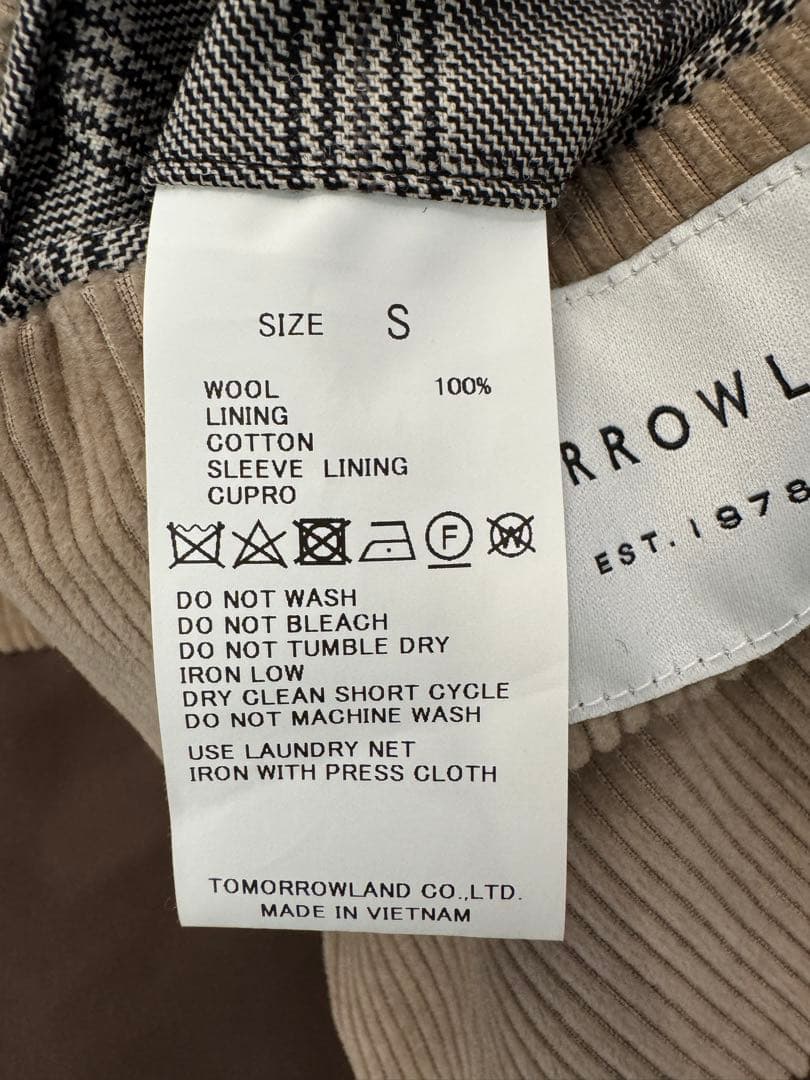 SIZE S
WOOL 100%
LINING
COTTON
SLEEVE LINING
CUPRO
F W
DO NOT WASH
DO NOT BLEACH
DO NOT TUMBLE DRY
IRON LOW
DRY CLEAN SHORT CYCLE
DO NOT MACHINE WASH
USE LAUNDRY NET
IRON WITH PRESS CLOTH
TOMORROWLAND CO.,LTD.
MADE IN VIETNAM
RROWL
EST.1978